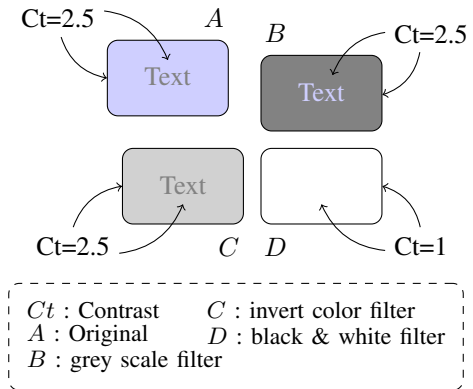 Ct=2.5
A
B
Ct=2.5
Text
Text
Text
Ct=2.5
C
D
Ct=1
Ct : Contrast
C : invert color filter
A : Original
D : black & white filter
B : grey scale filter